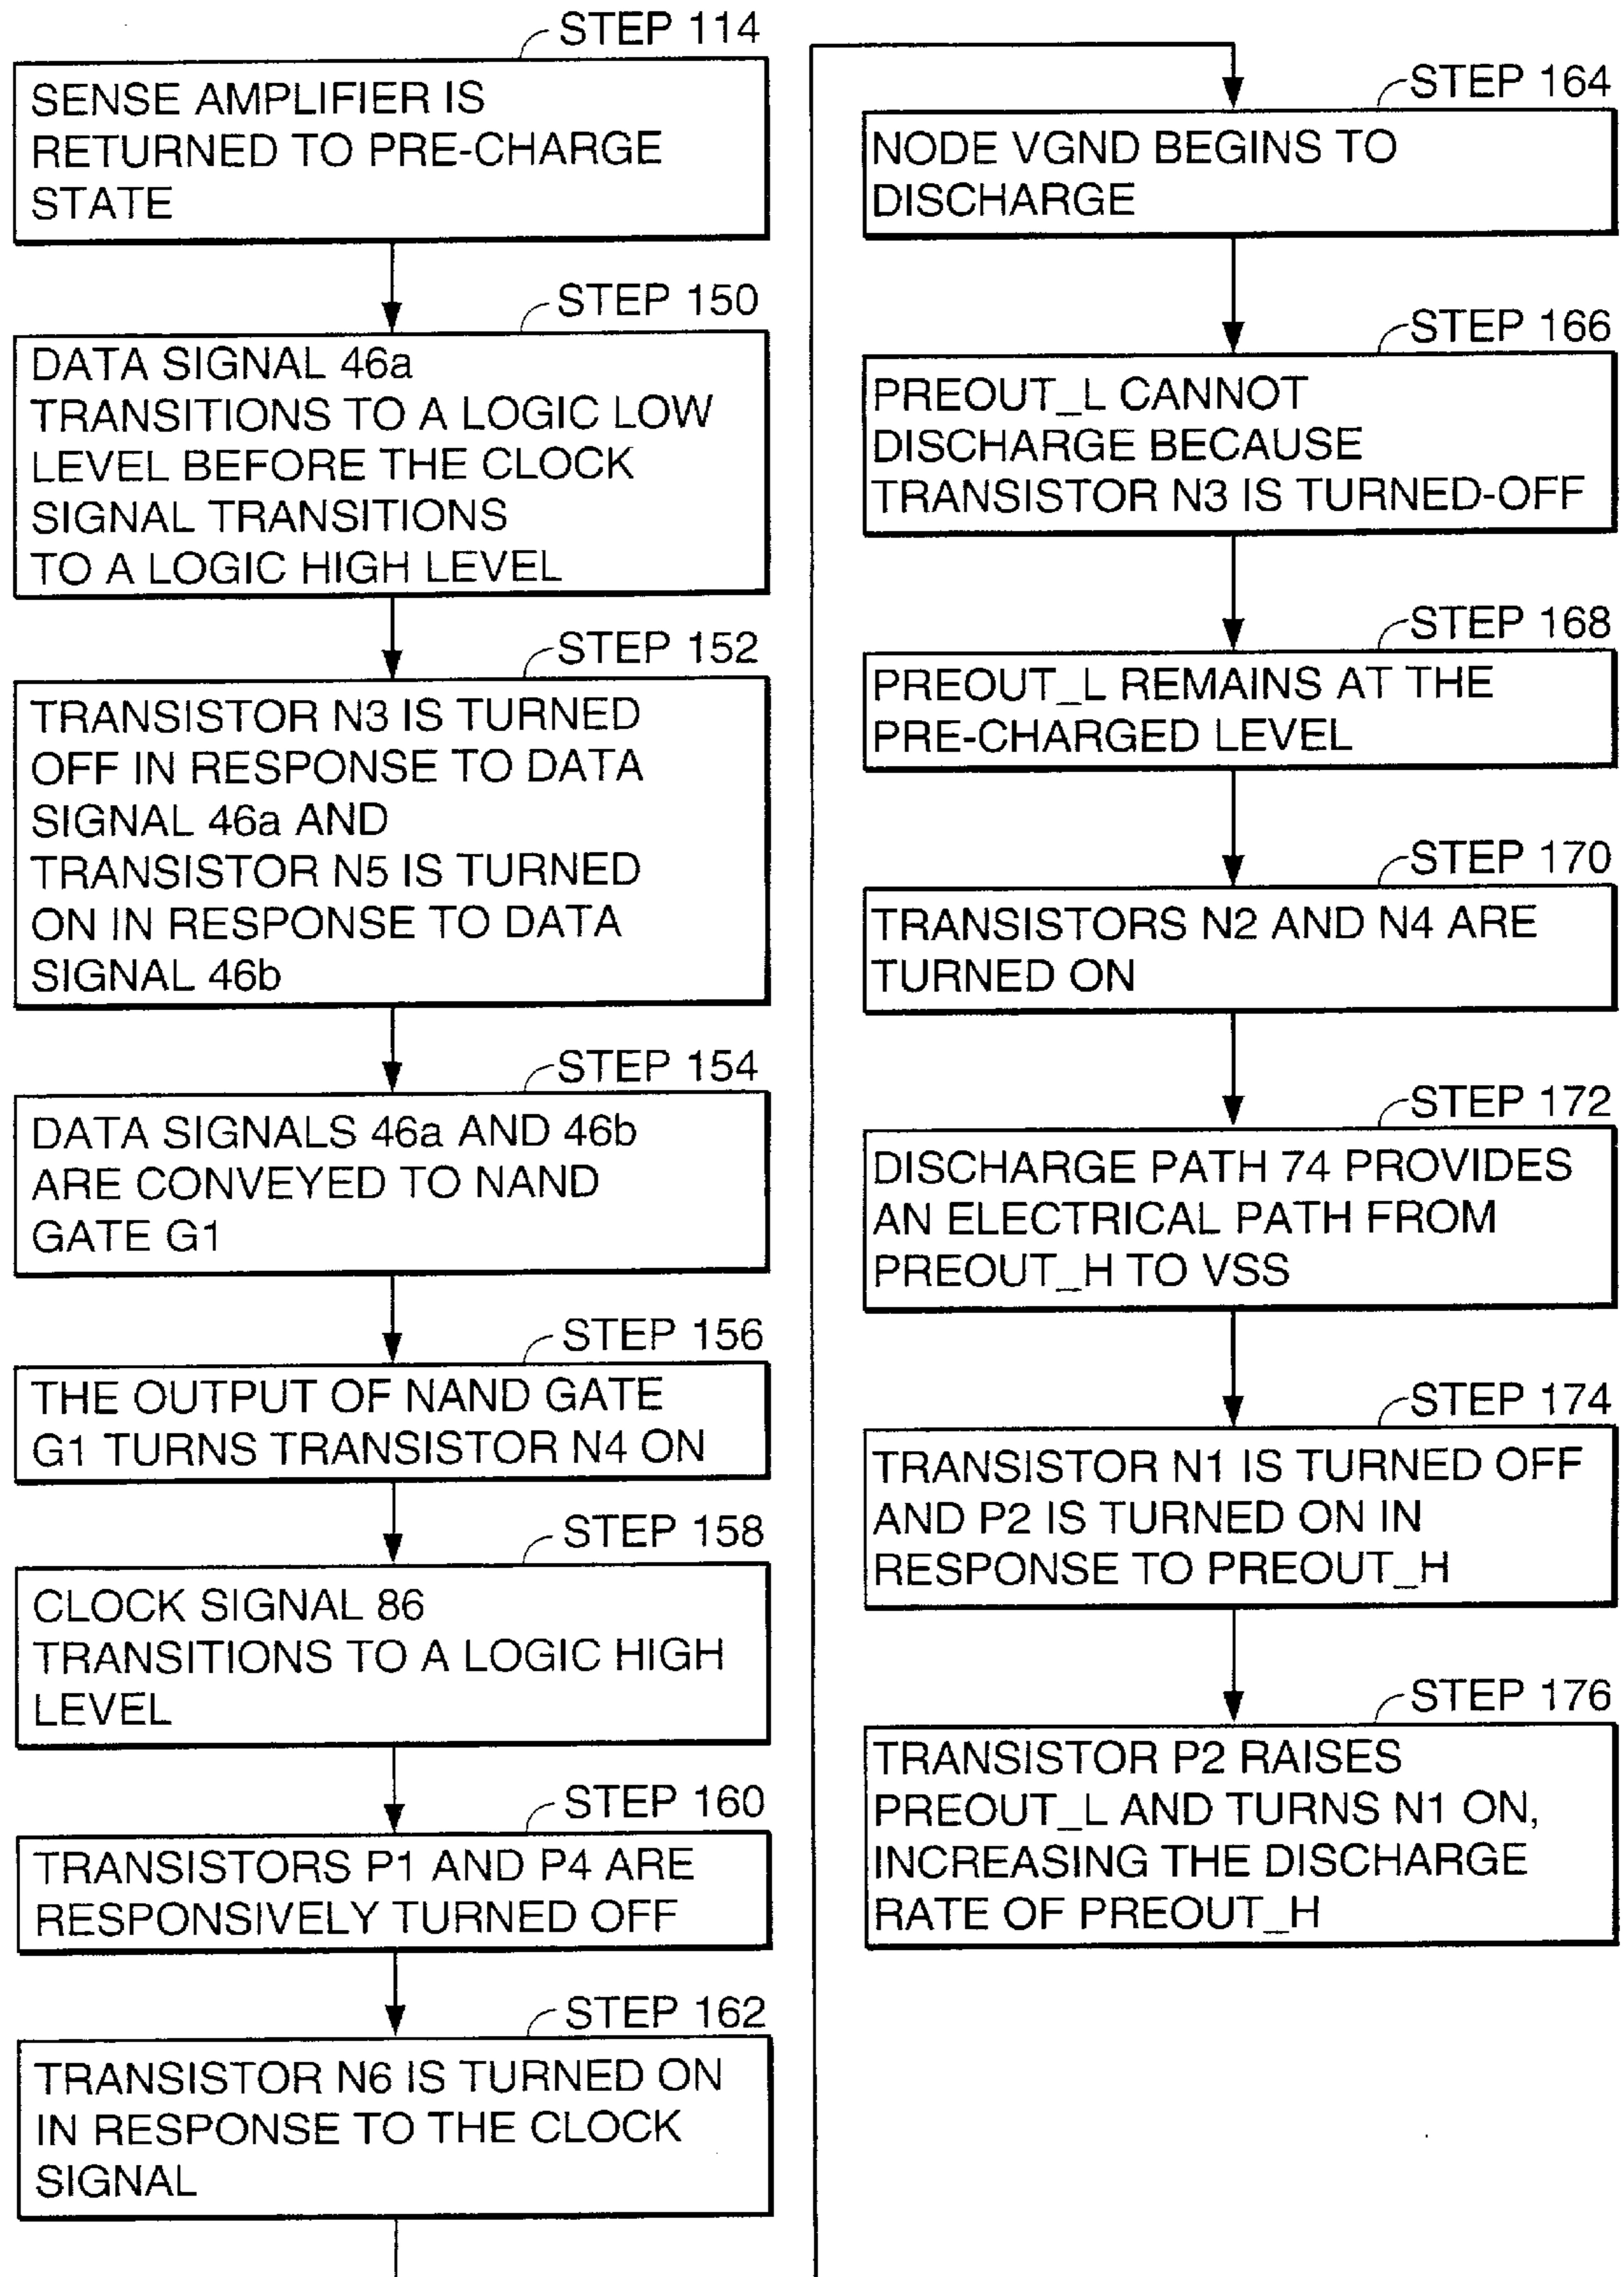 STEP 114
SENSE AMPLIFIER IS
RETURNED TO PRE-CHARGE
STATE
STEP 150
DATA SIGNAL 46a
TRANSITIONS TO A LOGIC LOW
LEVEL BEFORE THE CLOCK
SIGNAL TRANSITIONS
TO A LOGIC HIGH LEVEL
STEP 152
TRANSISTOR N3 IS TURNED
OFF IN RESPONSE TO DATA
SIGNAL 46a AND
TRANSISTOR N5 IS TURNED
ON IN RESPONSE TO DATA
SIGNAL 46b
STEP 154
DATA SIGNALS 46a AND 46b
ARE CONVEYED TO NAND
GATE G1
STEP 156
THE OUTPUT OF NAND GATE
G1 TURNS TRANSISTOR N4 ON
STEP 158
CLOCK SIGNAL 86
TRANSITIONS TO A LOGIC HIGH
LEVEL
STEP 160
TRANSISTORS P1 AND P4 ARE
RESPONSIVELY TURNED OFF
STEP 162
TRANSISTOR N6 IS TURNED ON
IN RESPONSE TO THE CLOCK
SIGNAL
STEP 164
NODE VGND BEGINS TO
DISCHARGE
STEP 166
PREOUT_L CANNOT
DISCHARGE BECAUSE
TRANSISTOR N3 IS TURNED-OFF
STEP 168
PREOUT_L REMAINS AT THE
PRE-CHARGED LEVEL
STEP 170
TRANSISTORS N2 AND N4 ARE
TURNED ON
STEP 172
DISCHARGE PATH 74 PROVIDES
AN ELECTRICAL PATH FROM
PREOUT_H TO VSS
STEP 174
TRANSISTOR N1 IS TURNED OFF
AND P2 IS TURNED ON IN
RESPONSE TO PREOUT_H
STEP 176
TRANSISTOR P2 RAISES
PREOUT_L AND TURNS N1 ON,
INCREASING THE DISCHARGE
RATE OF PREOUT_H